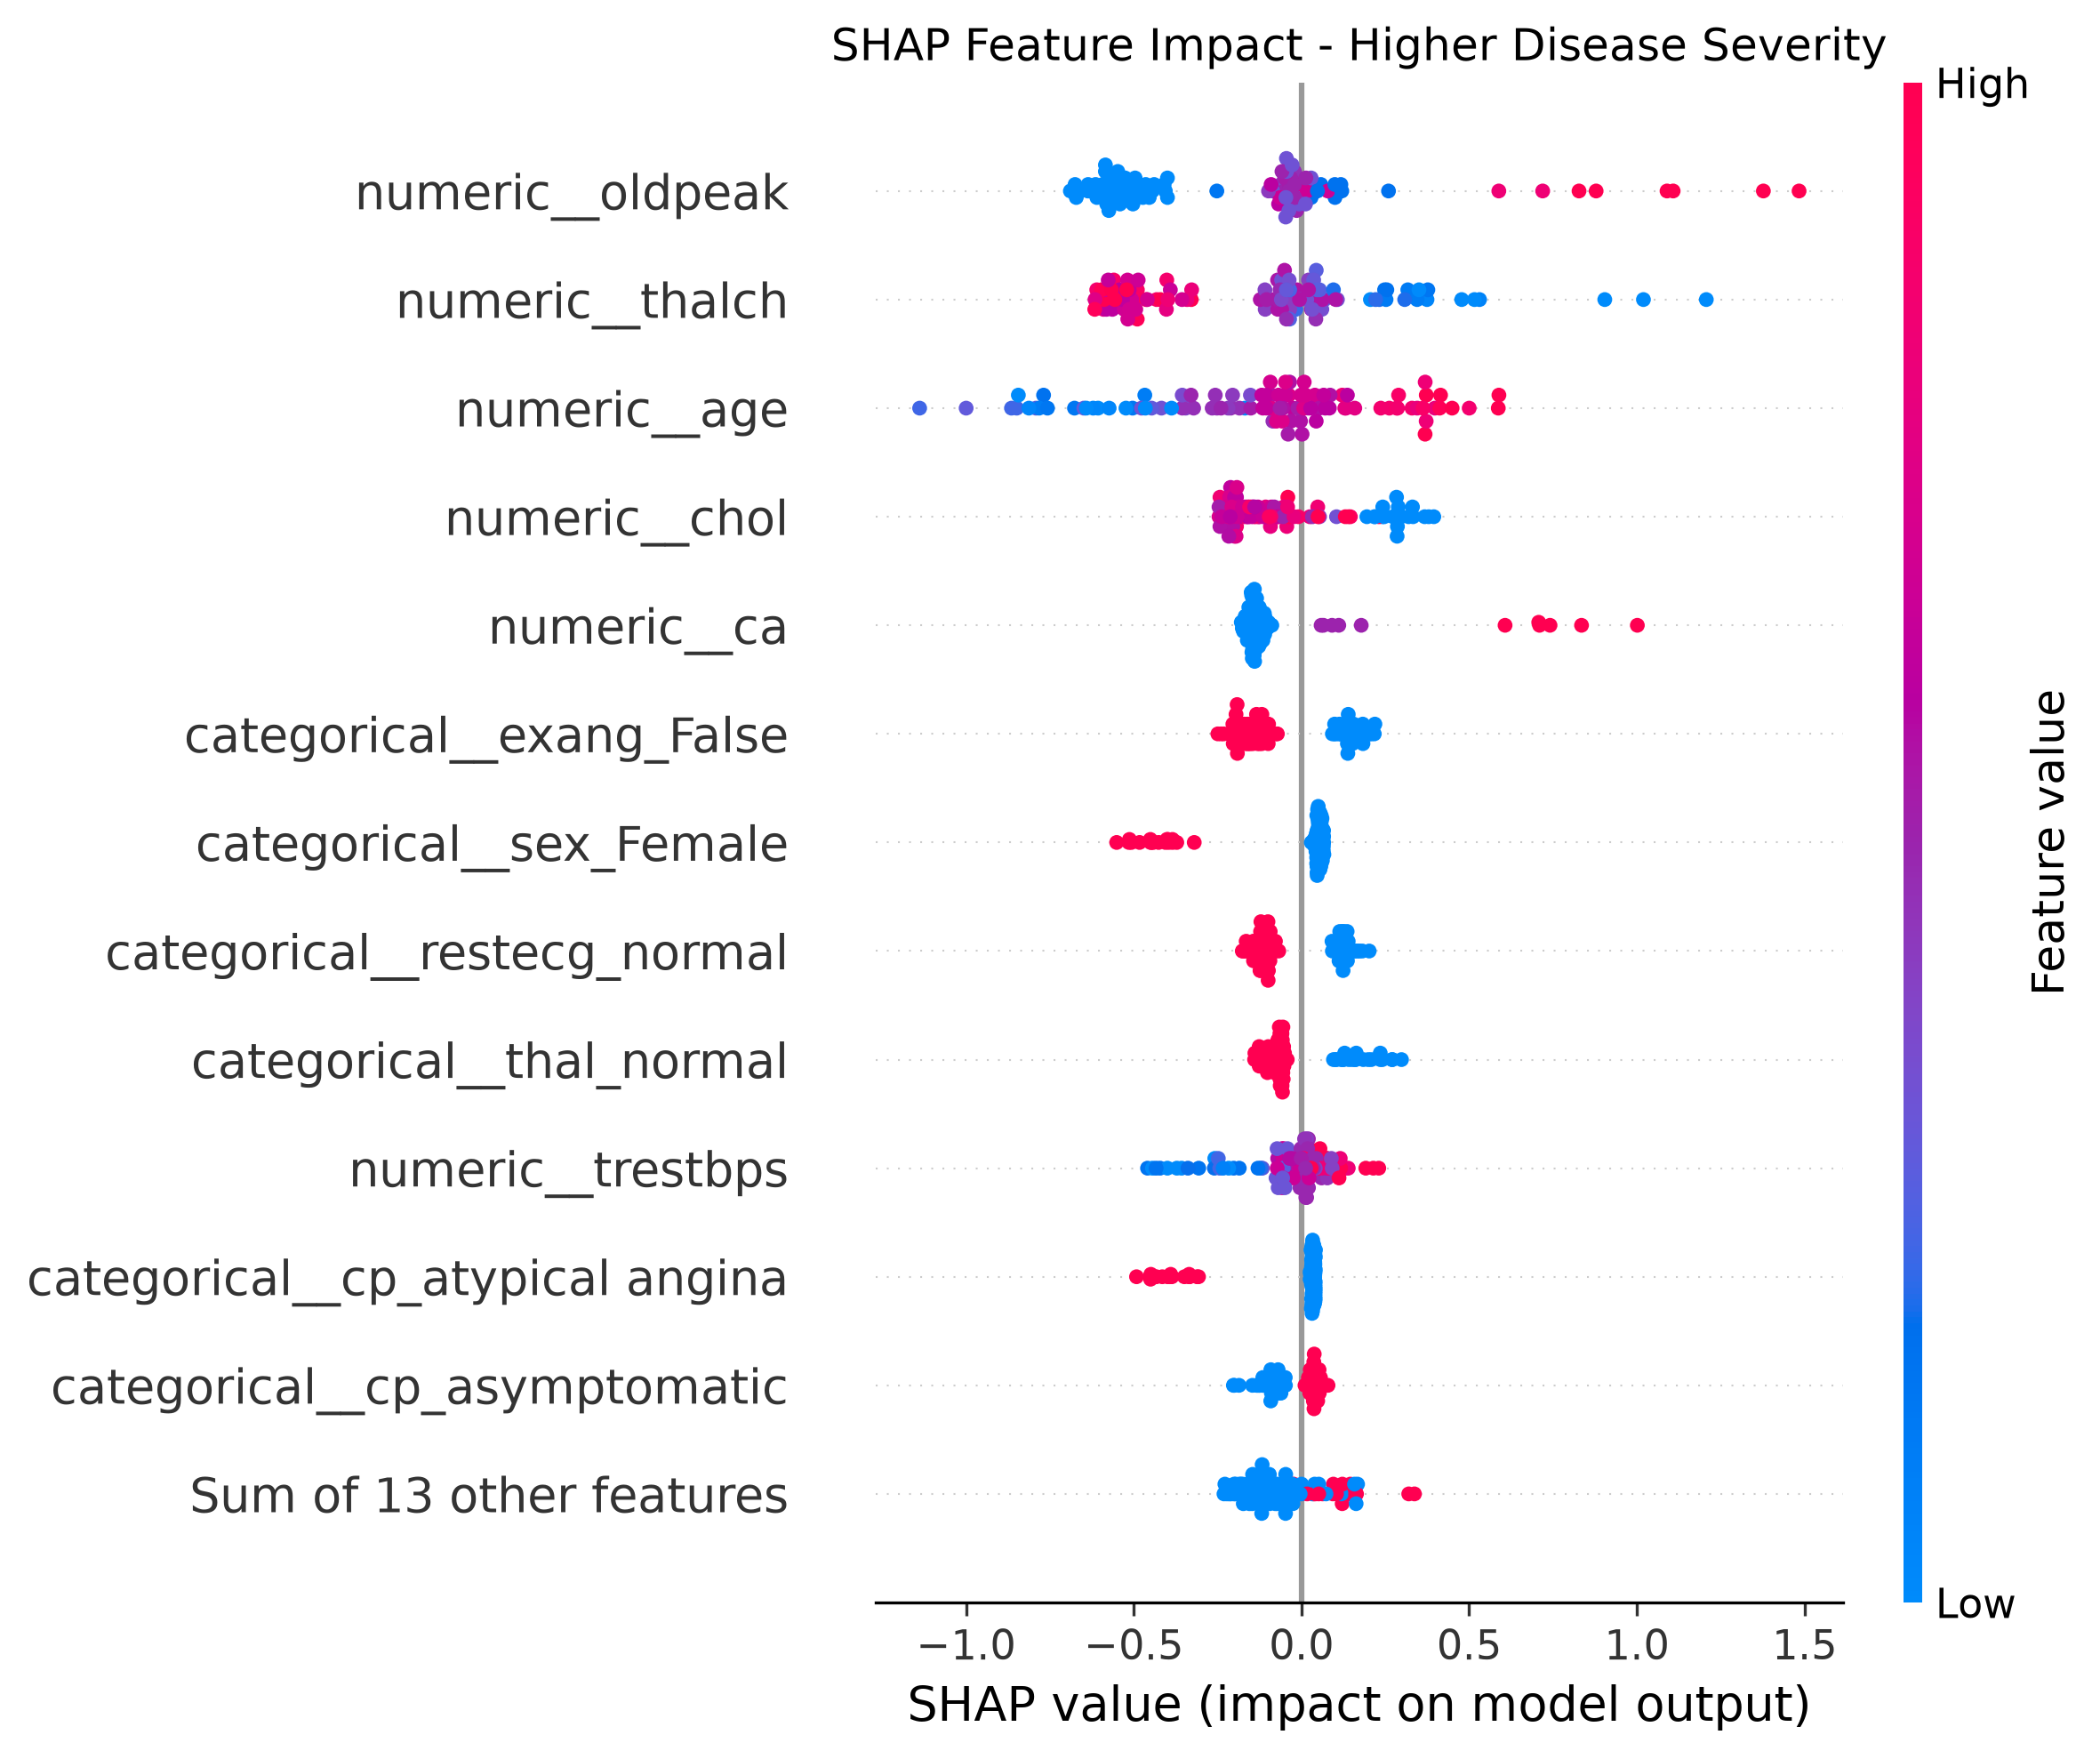 SHAP Feature Impact - Higher Disease Severity
High
numeric__oldpeak
numeric__thalch
numeric__age
numeric__chol
numeric__ca
categorical__exang_False
categorical__sex_Female
categorical__restecg_normal
categorical__thal_normal
numeric__trestbps
categorical__cp_atypical angina
categorical__cp_asymptomatic
Sum of 13 other features
Feature value
Low
−1.0 −0.5 0.0 0.5 1.0 1.5
SHAP value (impact on model output)